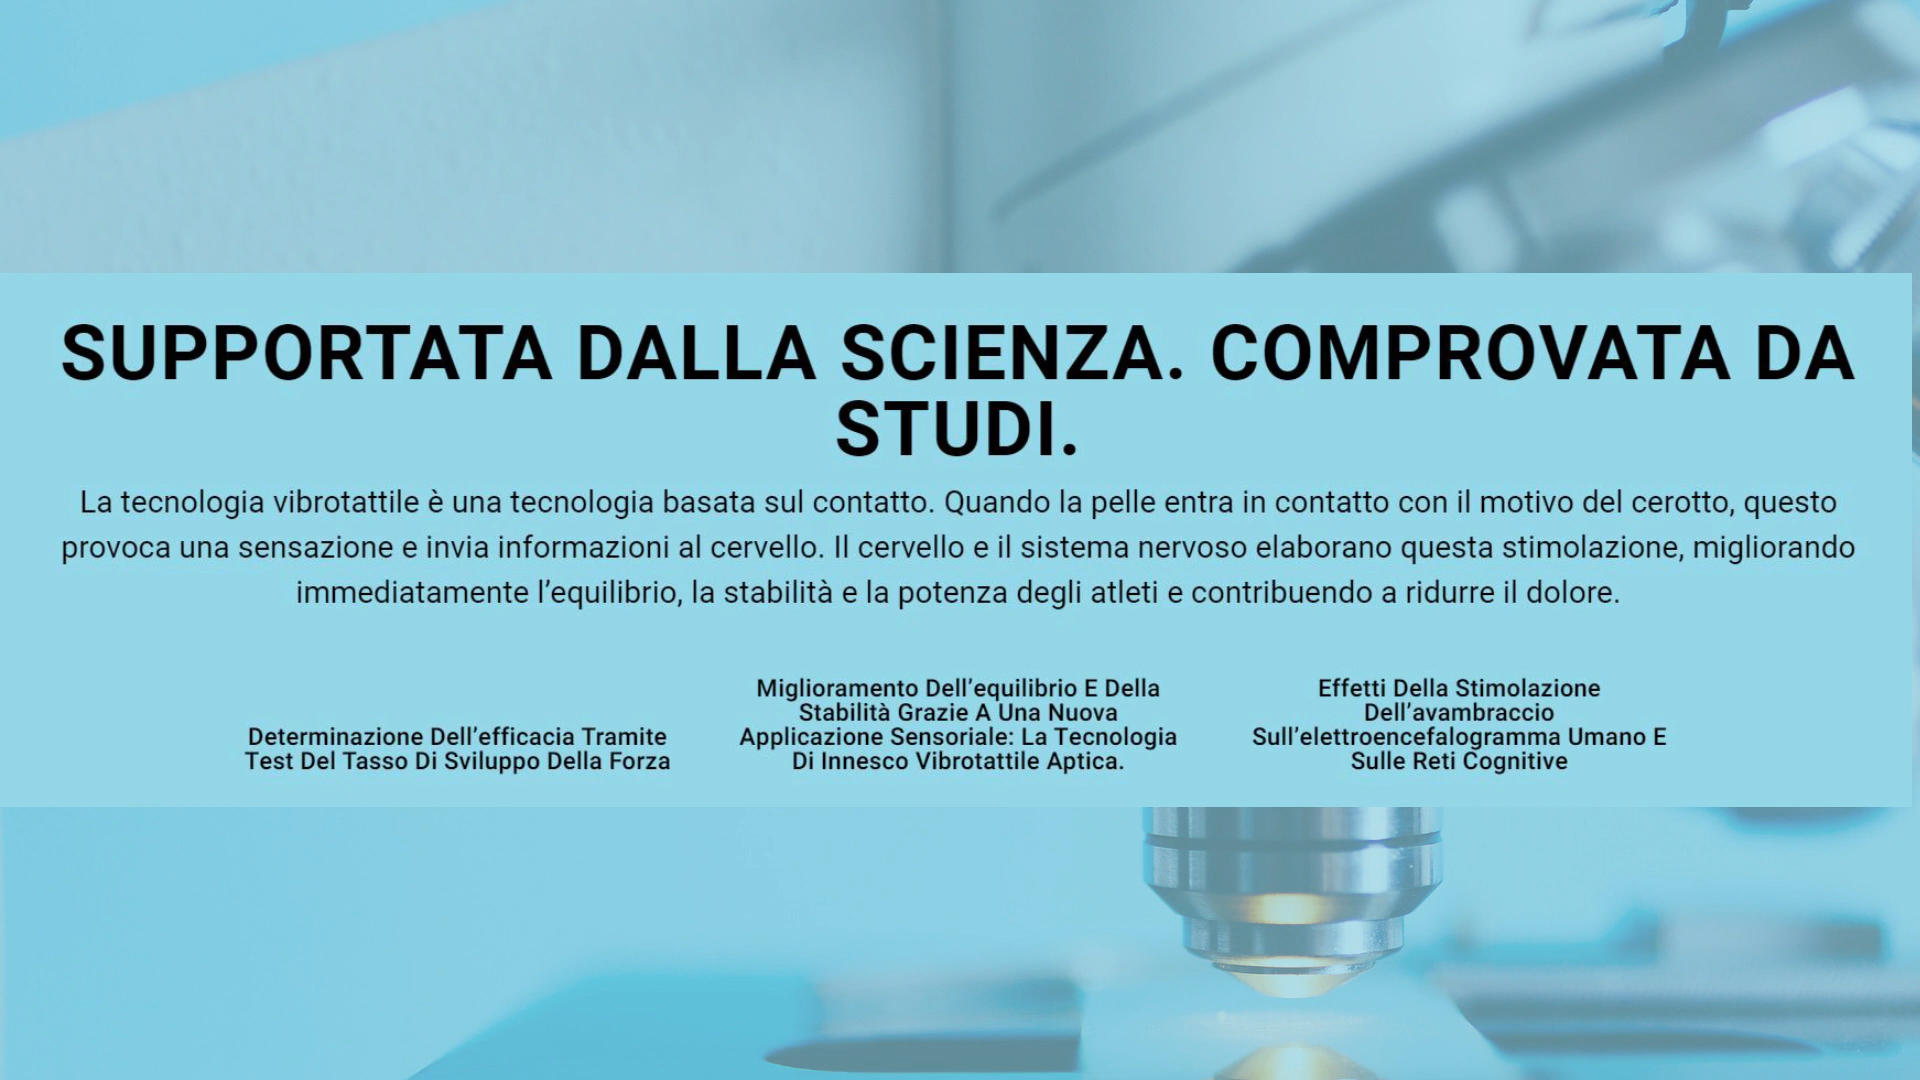 SUPPORTATA DALLA SCIENZA. COMPROVATA DA
STUDI.
La tecnologia vibrotattile è una tecnologia basata sul contatto. Quando la pelle entra in contatto con il motivo del cerotto, questo
provoca una sensazione e invia informazioni al cervello. Il cervello e il sistema nervoso elaborano questa stimolazione, migliorando
immediatamente l’equilibrio, la stabilità e la potenza degli atleti e contribuendo a ridurre il dolore.
Determinazione Dell’efficacia Tramite
Test Del Tasso Di Sviluppo Della Forza
Miglioramento Dell’equilibrio E Della
Stabilità Grazie A Una Nuova
Applicazione Sensoriale: La Tecnologia
Di Innesco Vibrotattile Aptica.
Effetti Della Stimolazione
Dell’avambraccio
Sull’elettroencefalogramma Umano E
Sulle Reti Cognitive